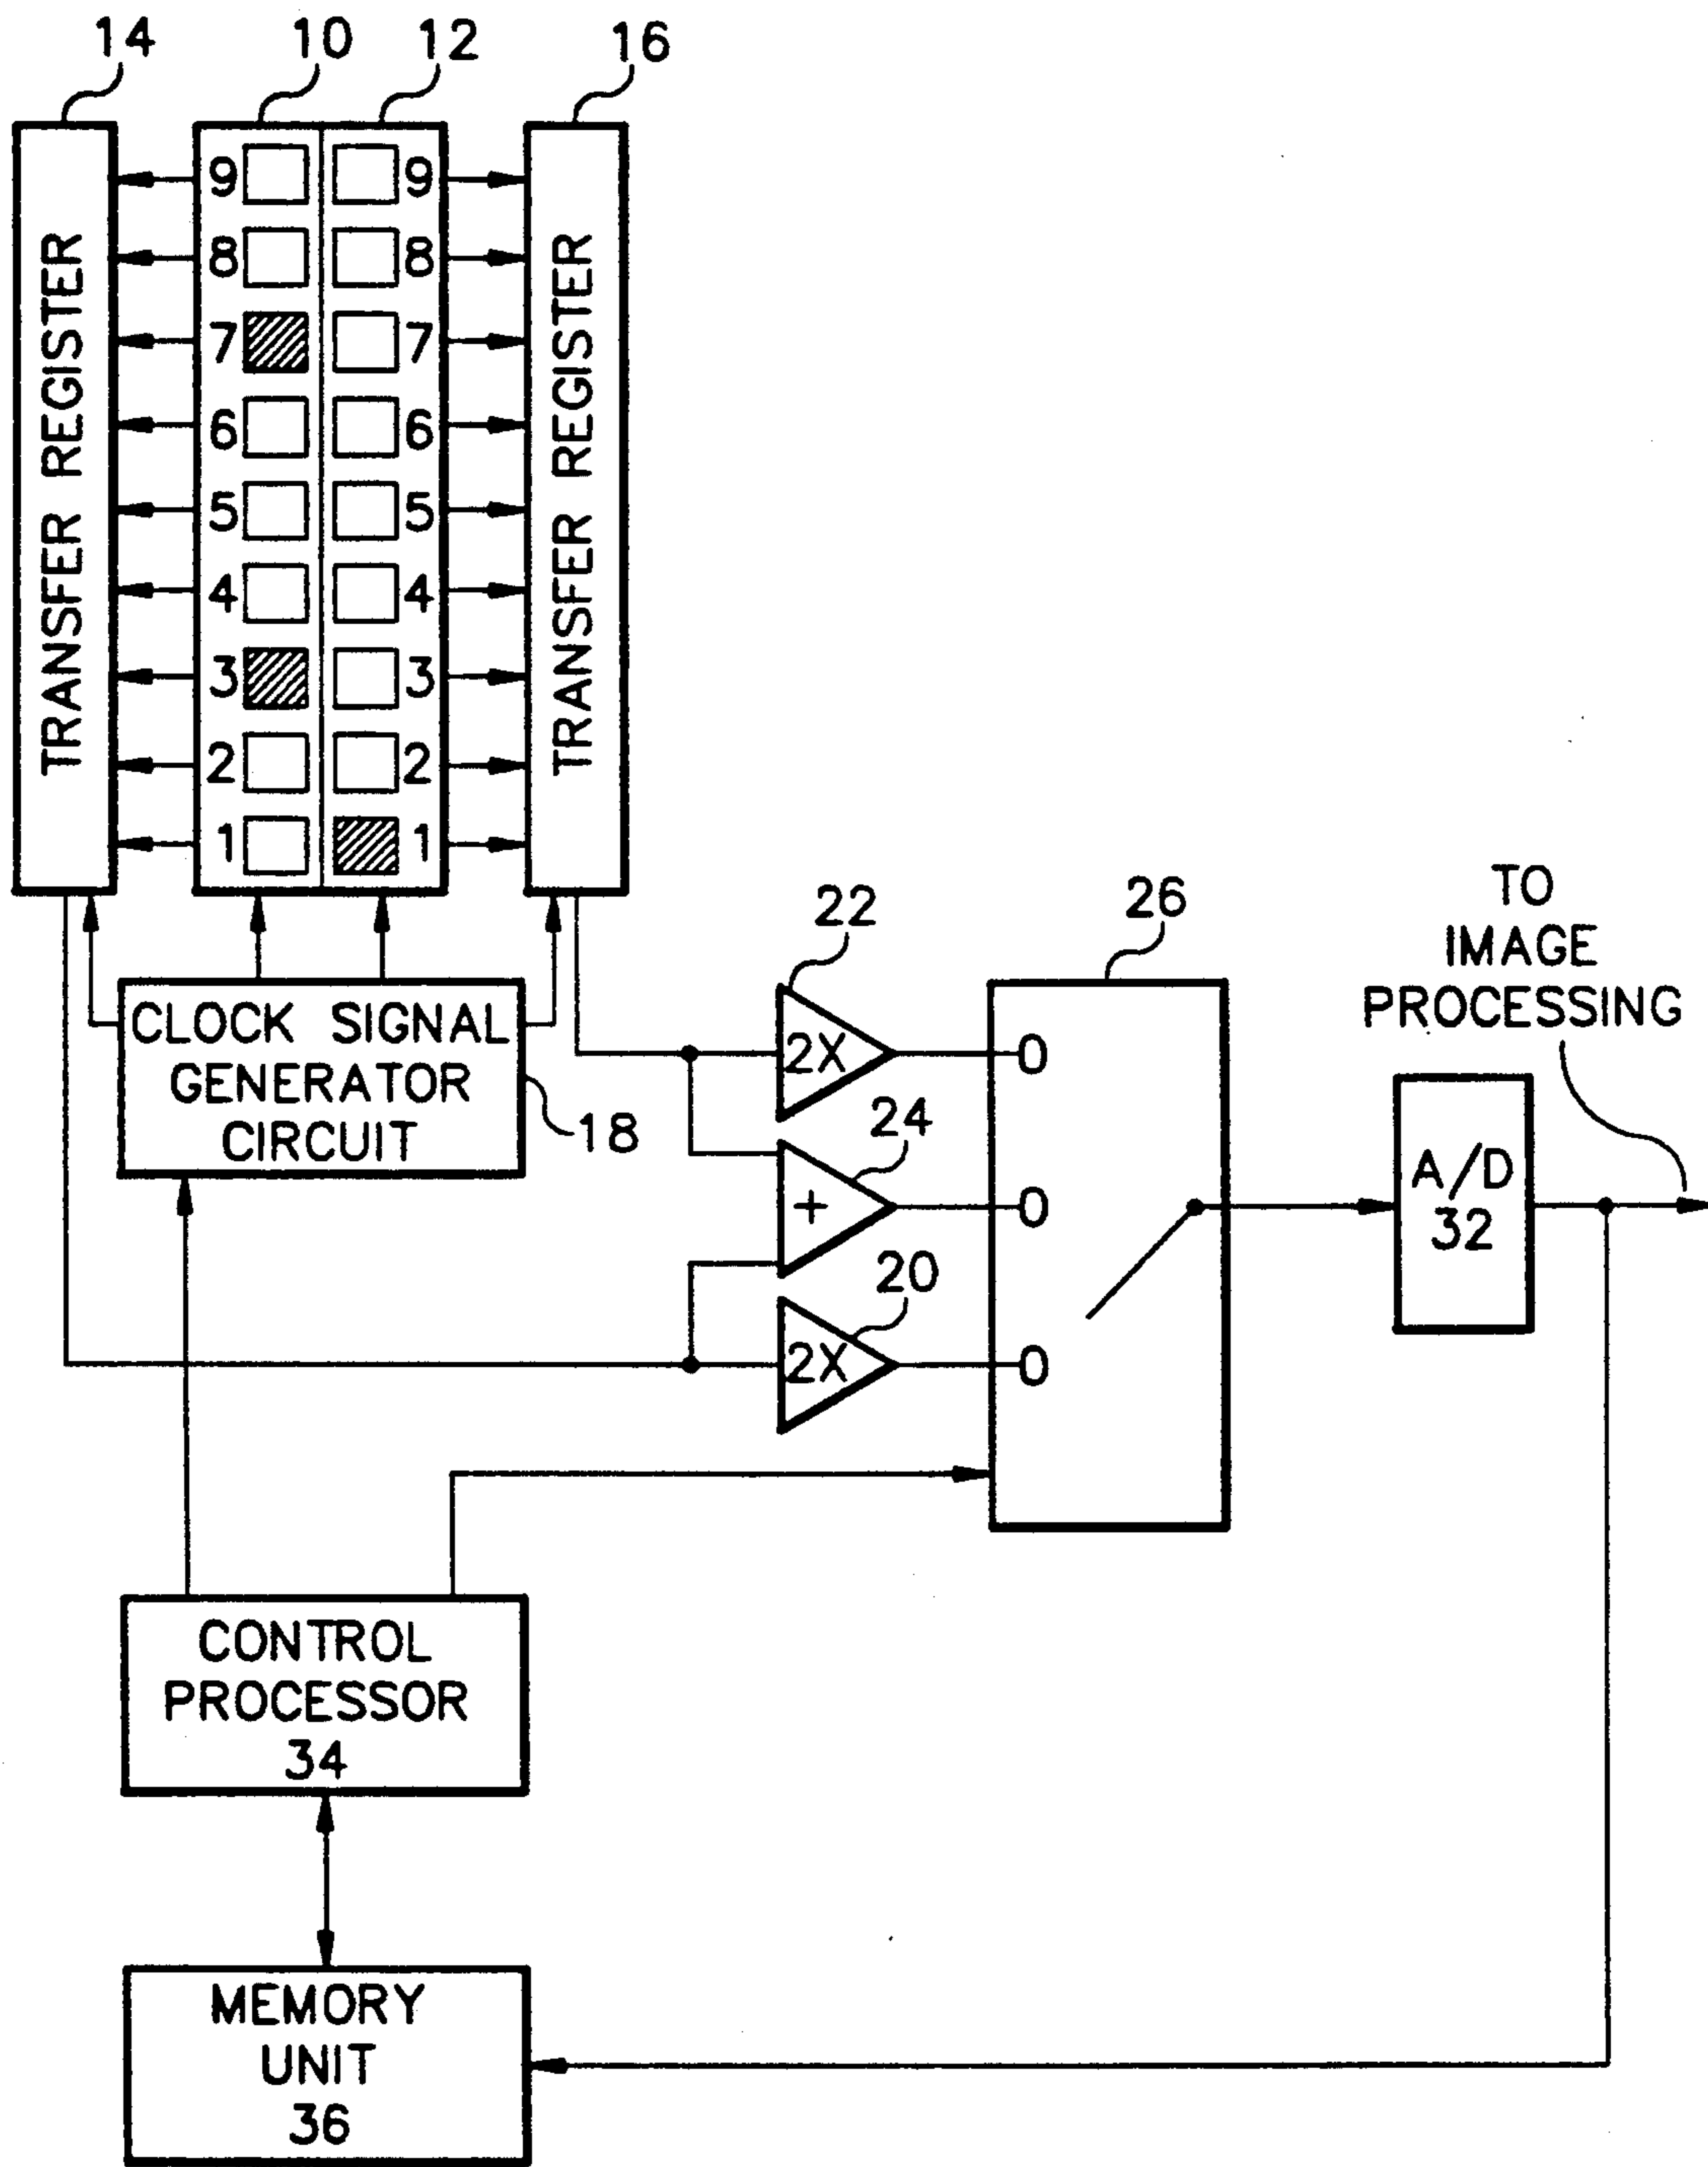 14 10 12 16
TRANSFER REGISTER
9 9
8 8
7 7
6 6
5 5
4 4
3 3
2 2
1 1
TRANSFER REGISTER
CLOCK SIGNAL
GENERATOR
CIRCUIT
18
22
2X
24
+
20
2X
26
0
0
0
A/D
32
TO
IMAGE
PROCESSING
CONTROL
PROCESSOR
34
MEMORY
UNIT
36